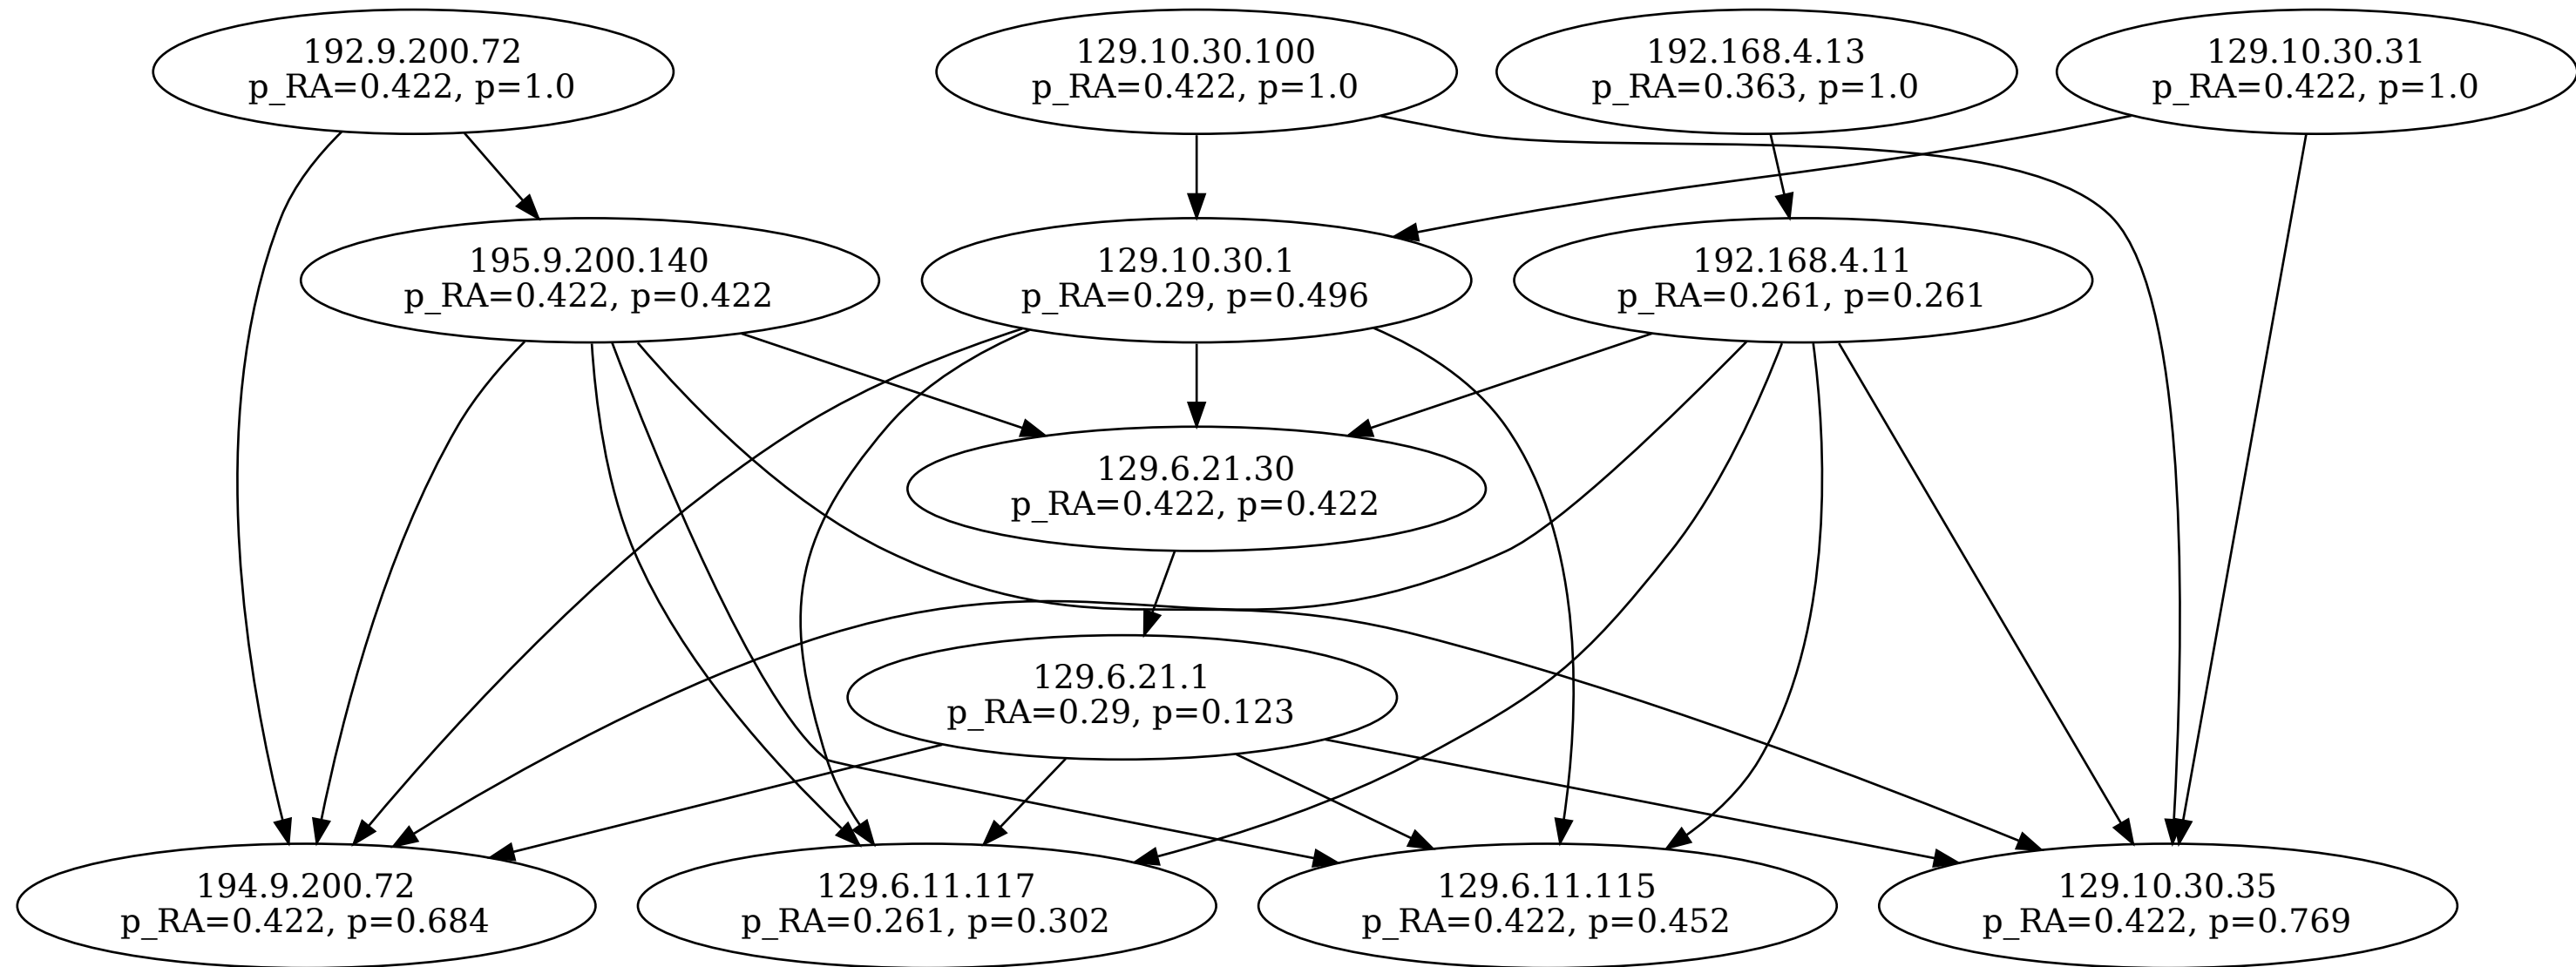 192.9.200.72
p_RA=0.422, p=1.0
129.10.30.100
p_RA=0.422, p=1.0
192.168.4.13
p_RA=0.363, p=1.0
129.10.30.31
p_RA=0.422, p=1.0
195.9.200.140
p_RA=0.422, p=0.422
129.10.30.1
p_RA=0.29, p=0.496
192.168.4.11
p_RA=0.261, p=0.261
129.6.21.30
p_RA=0.422, p=0.422
129.6.21.1
p_RA=0.29, p=0.123
194.9.200.72
p_RA=0.422, p=0.684
129.6.11.117
p_RA=0.261, p=0.302
129.6.11.115
p_RA=0.422, p=0.452
129.10.30.35
p_RA=0.422, p=0.769